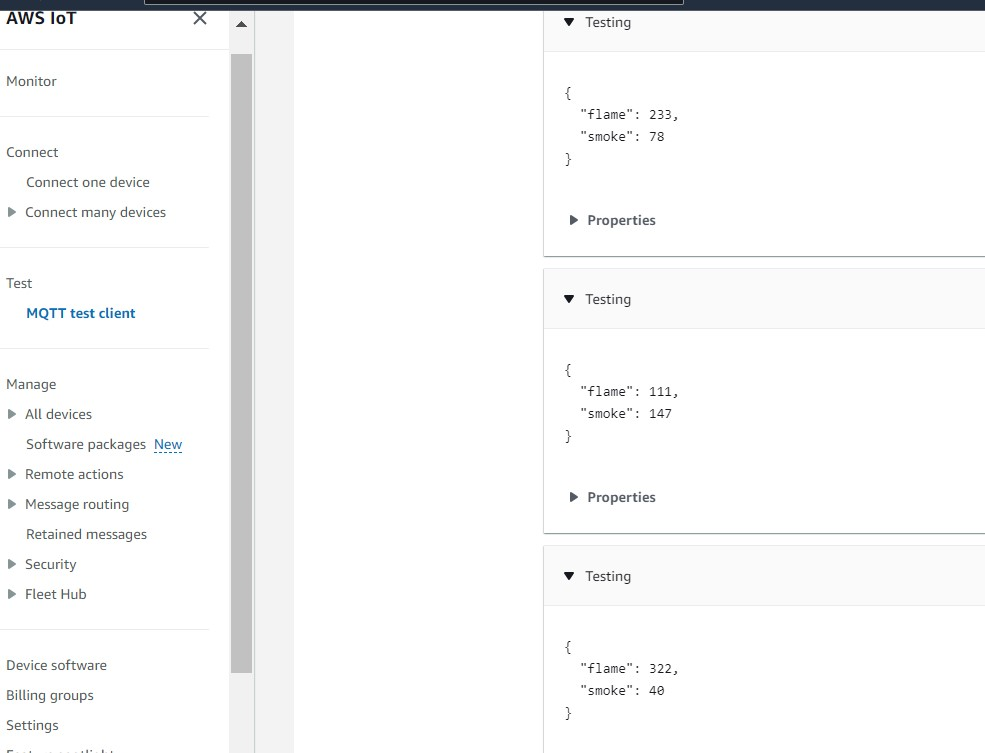 AWS IoT
Monitor
Connect
Connect one device
Connect many devices
Test
MQTT test client
Manage
All devices
Software packages New
Remote actions
Message routing
Retained messages
Security
Fleet Hub
Device software
Billing groups
Settings
Testing
{
"flame": 233,
"smoke": 78
}
Properties
Testing
{
"flame": 111,
"smoke": 147
}
Properties
Testing
{
"flame": 322,
"smoke": 40
}